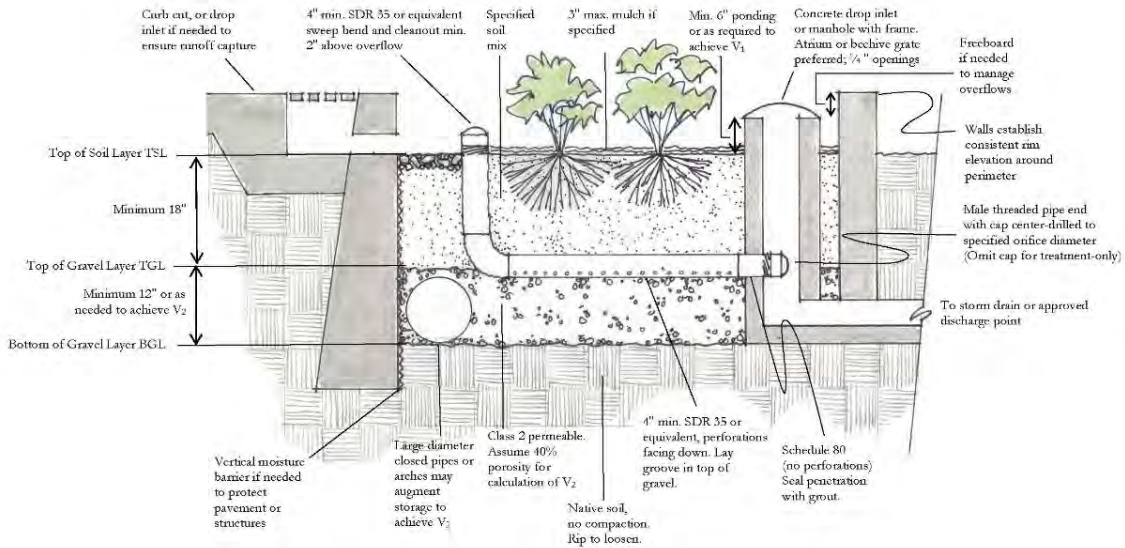 Curb cut, or drop
inlet if needed to
ensure runoff capture
4" min. SDR 35 or equivalent
sweep bend and cleanout min.
2" above overflow
Specified
soil
mix
3" max. mulch if
specified
Min. 6" ponding
or as required to
achieve V1
Concrete drop inlet
or manhole with frame.
Atrium or beehive grate
preferred; ¼ " openings
Freeboard
if needed
to manage
overflows
Walls establish
consistent rim
elevation around
perimeter
Top of Soil Layer TSL
Minimum 18"
Top of Gravel Layer TGL
Minimum 12" or as
needed to achieve V2
Bottom of Gravel Layer BGL
Male threaded pipe end
with cap center-drilled to
specified orifice diameter
(Omit cap for treatment-only)
To storm drain or approved
discharge point
Vertical moisture
barrier if needed
to protect
pavement or
structures
Large diameter
closed pipes or
arches may
augment
storage to
achieve V2
Class 2 permeable.
Assume 40%
porosity for
calculation of V2
Native soil,
no compaction.
Rip to loosen.
4" min. SDR 35 or
equivalent, perforations
facing down. Lay
groove in top of
gravel.
Schedule 80
(no perforations)
Seal penetration
with grout.